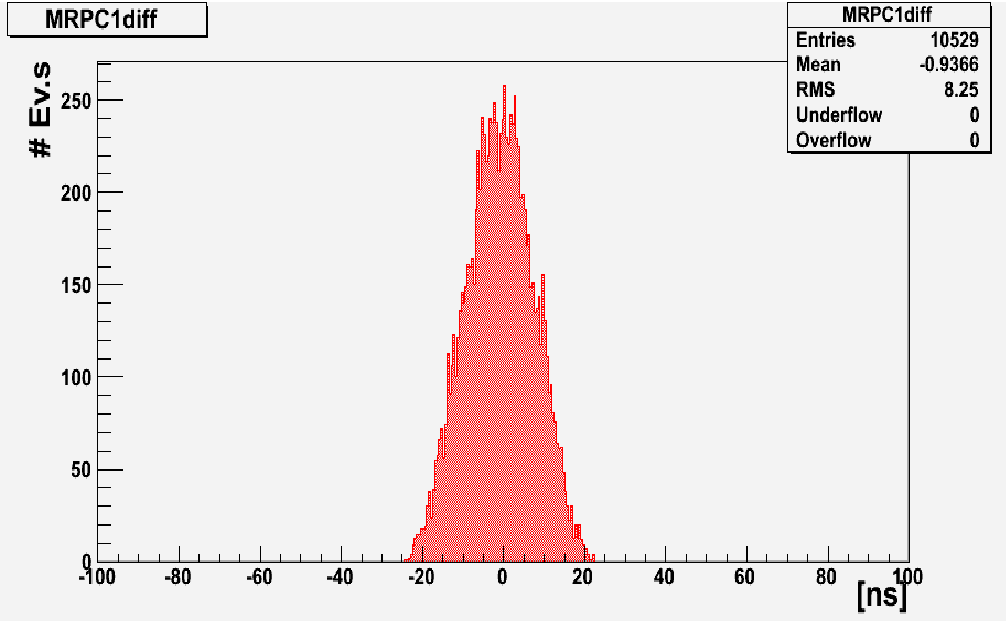 MRPC1diff
MRPC1diff
Entries 10529
Mean -0.9366
RMS 8.25
Underflow 0
Overflow 0
# Ev.s
250
200
150
100
50
0
-100 -80 -60 -40 -20 0 20 40 60 80 100
[ns]